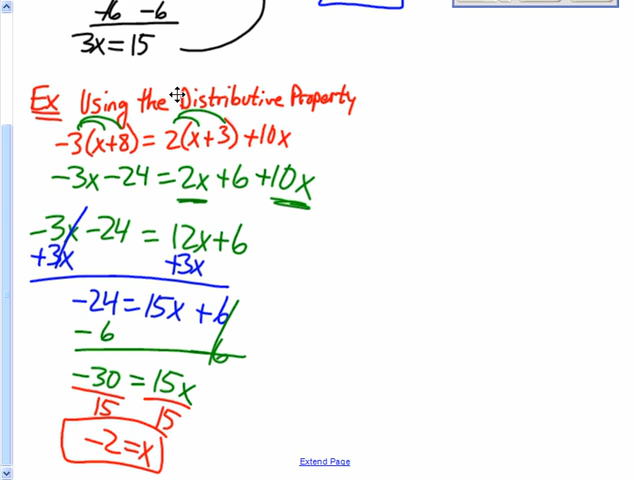 -6 -6
3x=15
Ex Using the Distributive Property
-3(x+8)= 2(x+3)+10x
-3x-24=2x+6+10x
-3x-24 = 12x+6
+3x +3x
-24=15x+6
-6 -6
-30=15x
15 15
-2=x
Extend Page